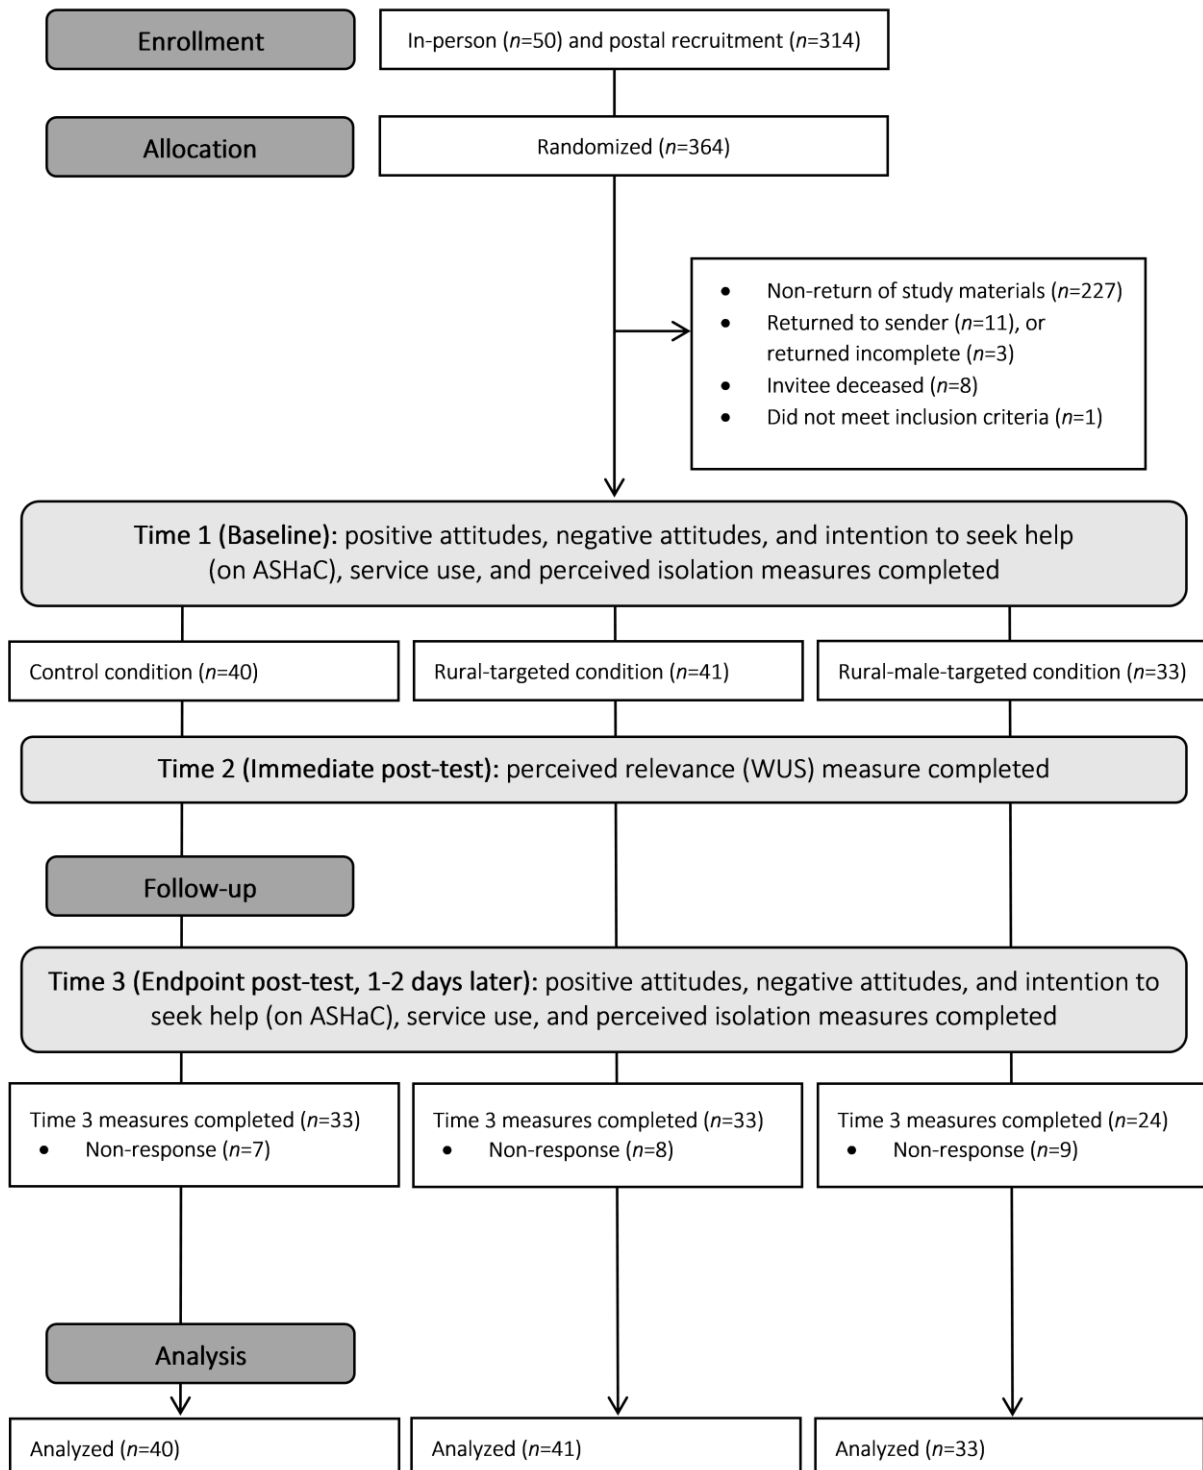 Enrollment
In-person (n=50) and postal recruitment (n=314)
Allocation
Randomized (n=364)
• Non-return of study materials (n=227)
• Returned to sender (n=11), or
returned incomplete (n=3)
• Invitee deceased (n=8)
• Did not meet inclusion criteria (n=1)
Time 1 (Baseline): positive attitudes, negative attitudes, and intention to seek help
(on ASHaC), service use, and perceived isolation measures completed
Control condition (n=40)
Rural-targeted condition (n=41)
Rural-male-targeted condition (n=33)
Time 2 (Immediate post-test): perceived relevance (WUS) measure completed
Follow-up
Time 3 (Endpoint post-test, 1-2 days later): positive attitudes, negative attitudes, and intention to
seek help (on ASHaC), service use, and perceived isolation measures completed
Time 3 measures completed (n=33)
• Non-response (n=7)
Time 3 measures completed (n=33)
• Non-response (n=8)
Time 3 measures completed (n=24)
• Non-response (n=9)
Analysis
Analyzed (n=40)
Analyzed (n=41)
Analyzed (n=33)